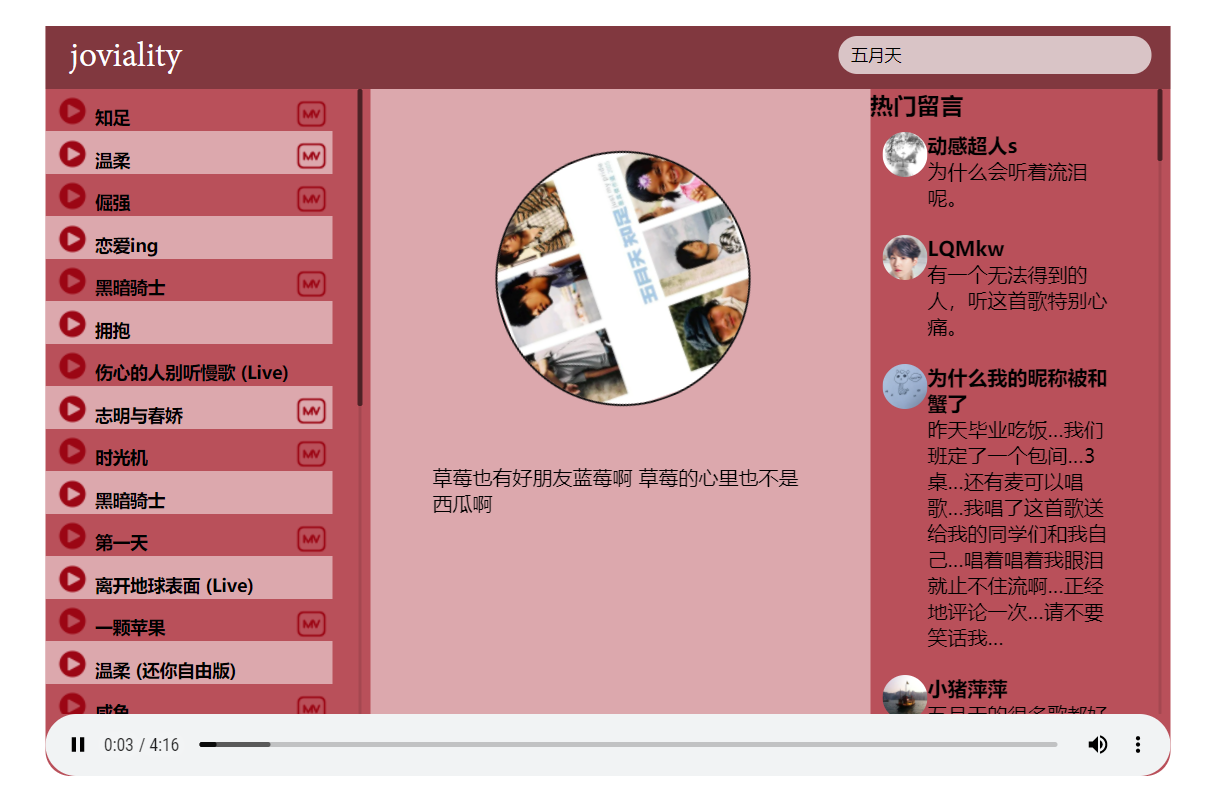 joviality
五月天
知足
MV
温柔
MV
倔强
MV
恋爱ing
黑暗骑士
MV
拥抱
伤心的人别听慢歌 (Live)
志明与春娇
MV
时光机
MV
黑暗骑士
第一天
MV
离开地球表面 (Live)
一颗苹果
MV
温柔 (还你自由版)
咸鱼
MV
五月天 知足
草莓也有好朋友蓝莓啊 草莓的心里也不是
西瓜啊
热门留言
动感超人s
为什么会听着流泪
呢。
LQMkw
有一个无法得到的
人，听这首歌特别心
痛。
为什么我的昵称被和
蟹了
昨天毕业吃饭...我们
班定了一个包间...3
桌...还有麦可以唱
歌...我唱了这首歌送
给我的同学们和我自
己...唱着唱着我眼泪
就止不住流啊...正经
地评论一次...请不要
笑话我...
小猪萍萍
五月天的很多歌都好
0:03 / 4:16